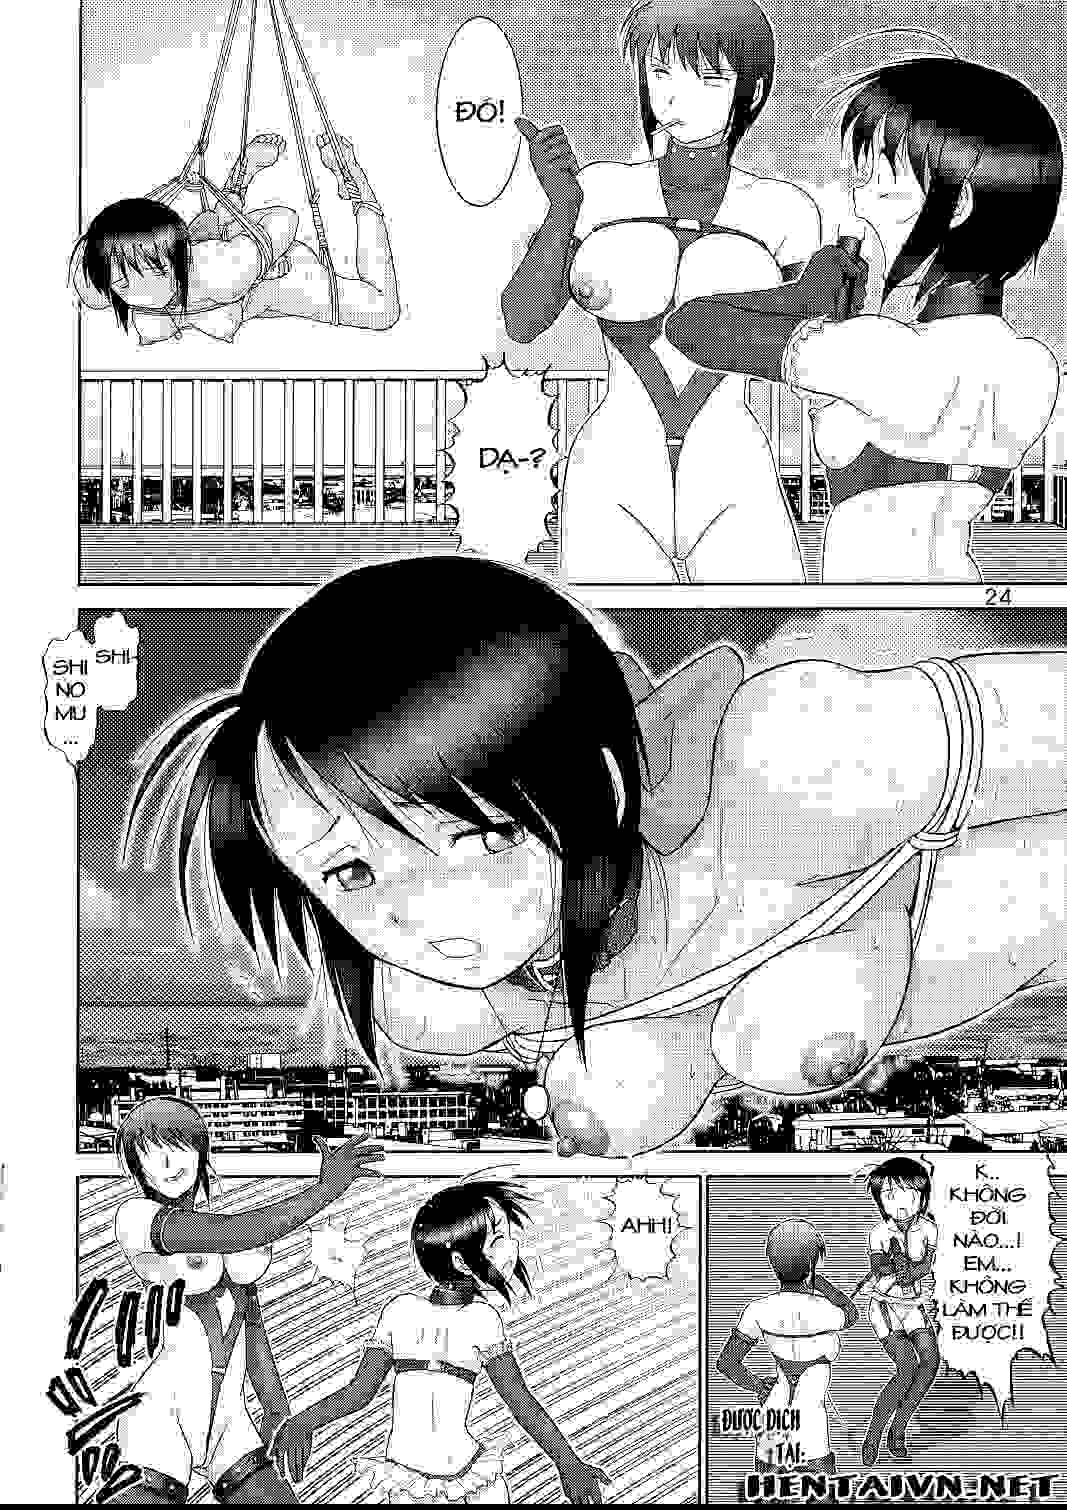 ĐÓ!
DẠ-?
24
SHI-
SHI
NO
MU
...
AHH!
K..
KHÔNG
ĐỜI
NÀO...!
EM...
KHÔNG
LÀM THẾ
ĐƯỢC!!
ĐƯỢC DỊCH
TẠI:
HENTAIVN.NET